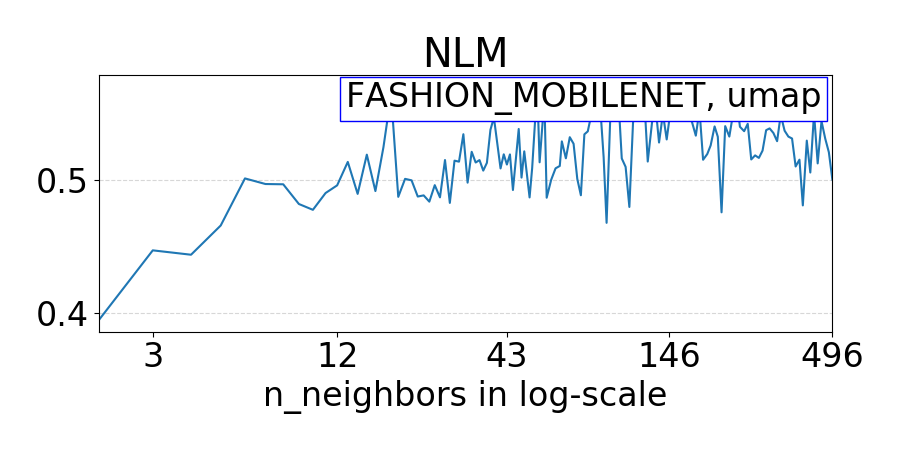 NLM
FASHION_MOBILENET, umap
0.5
0.4
3 12 43 146 496
n_neighbors in log-scale